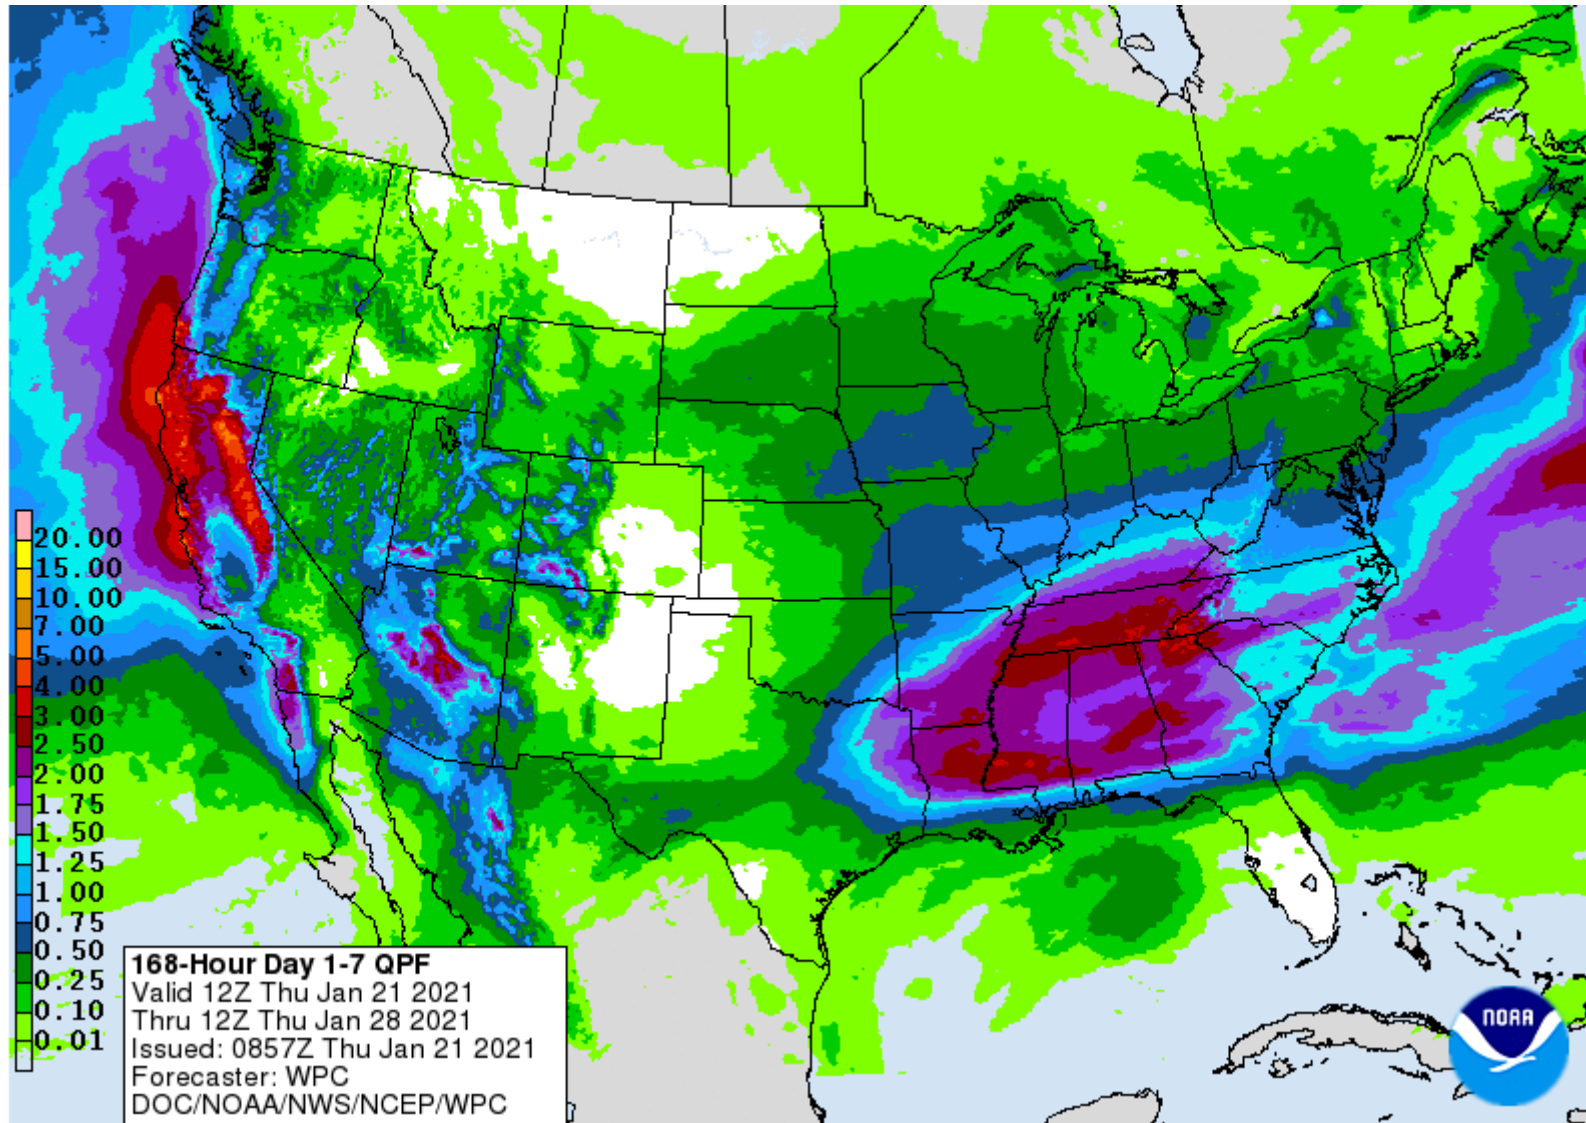 20.00
15.00
10.00
7.00
5.00
4.00
3.00
2.50
2.00
1.75
1.50
1.25
1.00
0.75
0.50
0.25
0.10
0.01
168-Hour Day 1-7 QPF
Valid 12Z Thu Jan 21 2021
Thru 12Z Thu Jan 28 2021
Issued: 0857Z Thu Jan 21 2021
Forecaster: WPC
DOC/NOAA/NWS/NCEP/WPC
NOAA